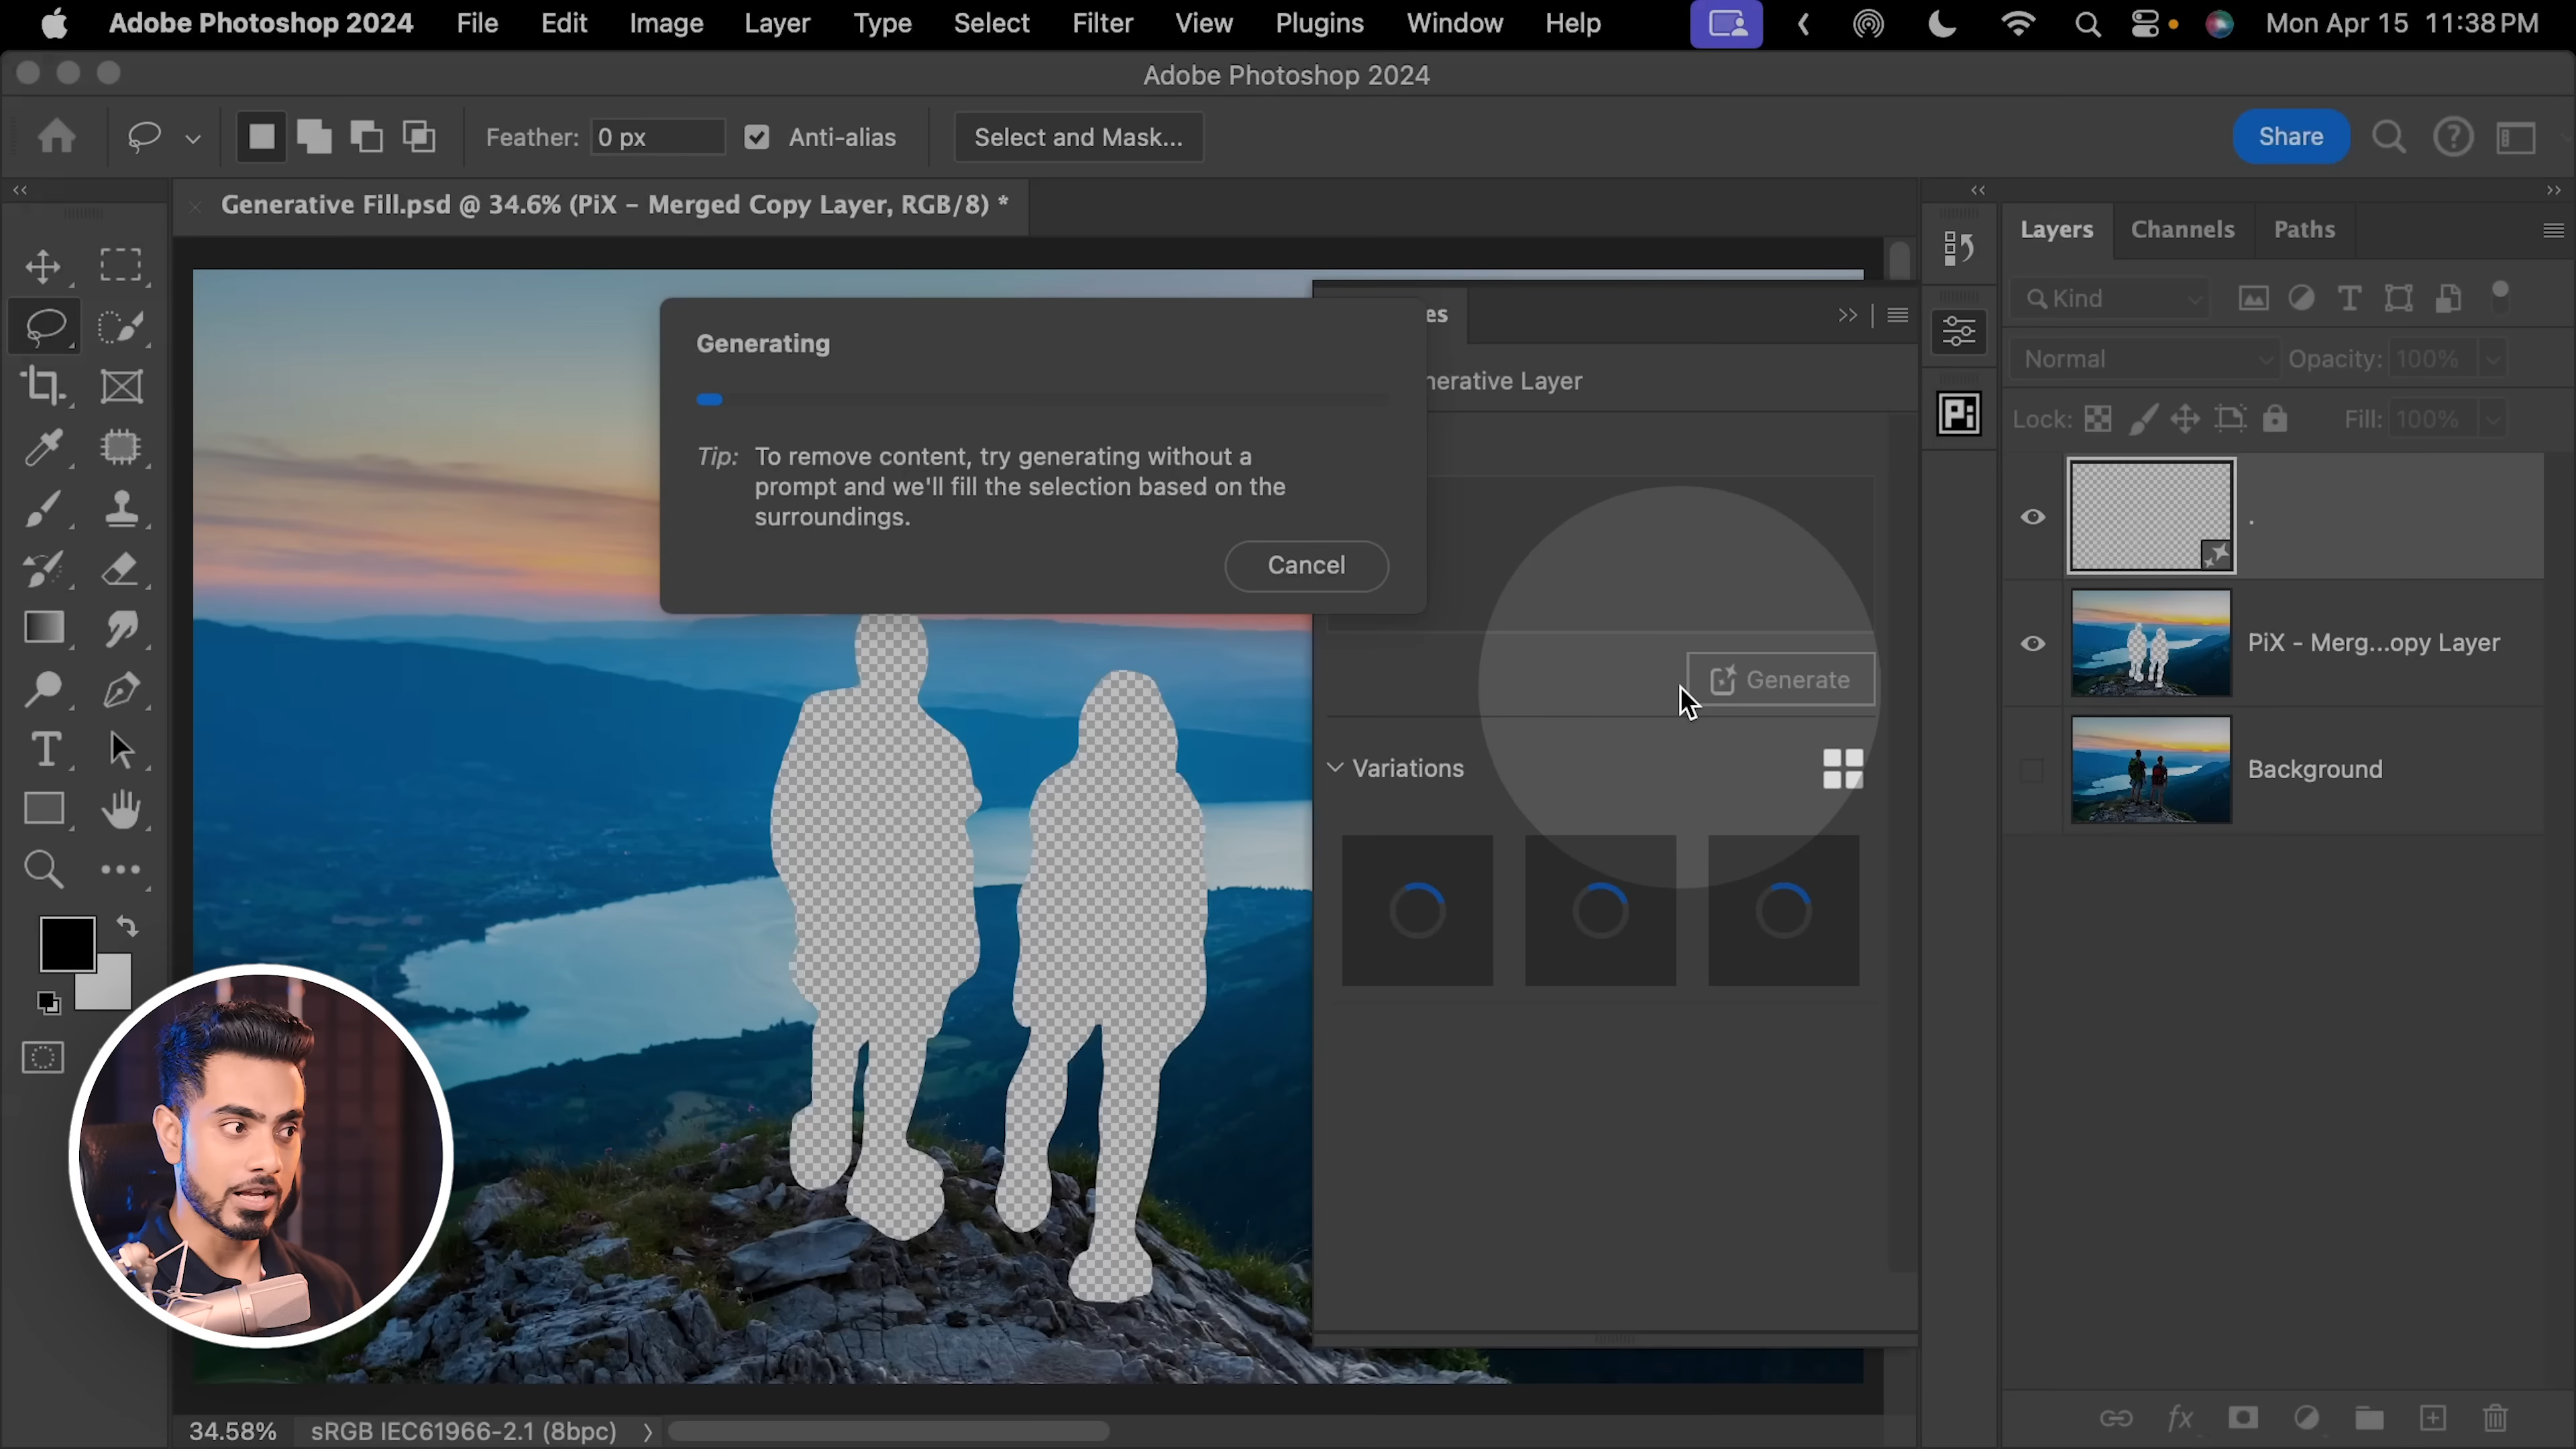 Adobe Photoshop 2024 File Edit Image Layer Type Select Filter View Plugins Window Help Mon Apr 15 11:38 PM
Adobe Photoshop 2024
Feather: 0 px Anti-alias Select and Mask... Share
Generative Fill.psd @ 34.6% (PiX - Merged Copy Layer, RGB/8) *
Layers Channels Paths
Kind
Normal Opacity: 100%
Lock: Fill: 100%
Generating
Tip: To remove content, try generating without a
prompt and we'll fill the selection based on the
surroundings.
Cancel
es
nerative Layer
Generate
Variations
Pi
.
PiX - Merg...opy Layer
Background
34.58% sRGB IEC61966-2.1 (8bpc)
fx